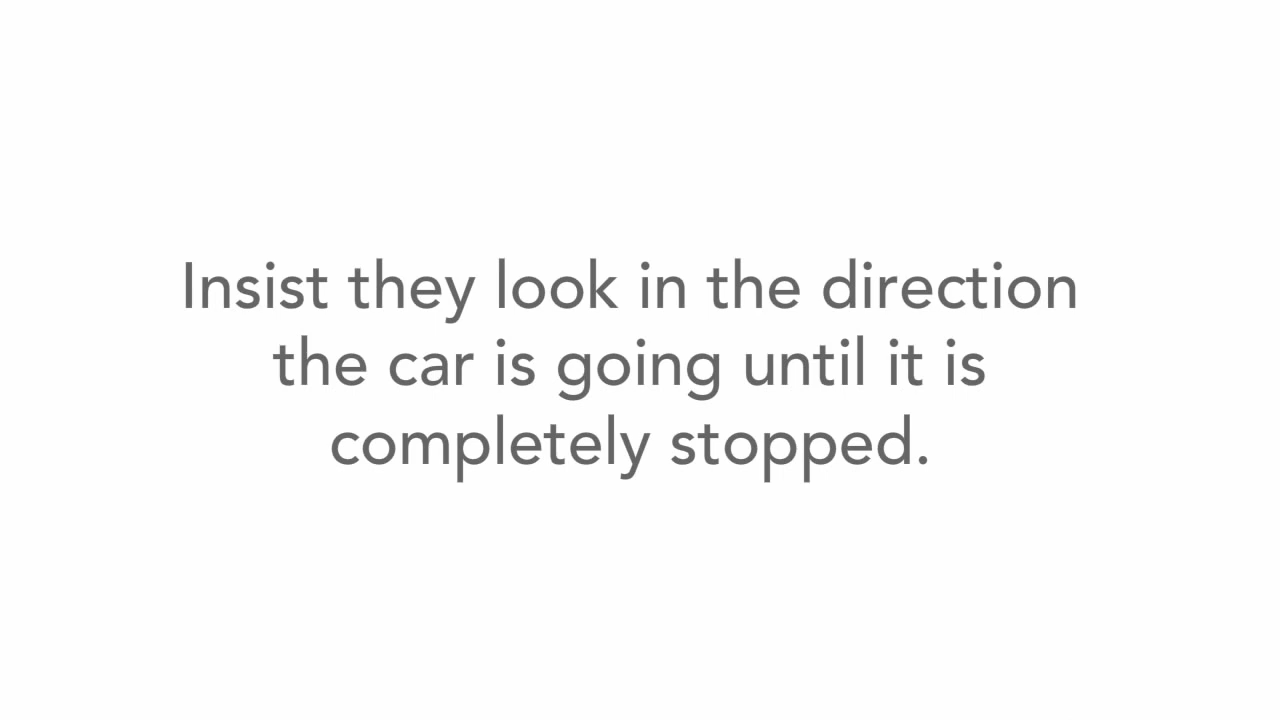 Insist they look in the direction
the car is going until it is
completely stopped.